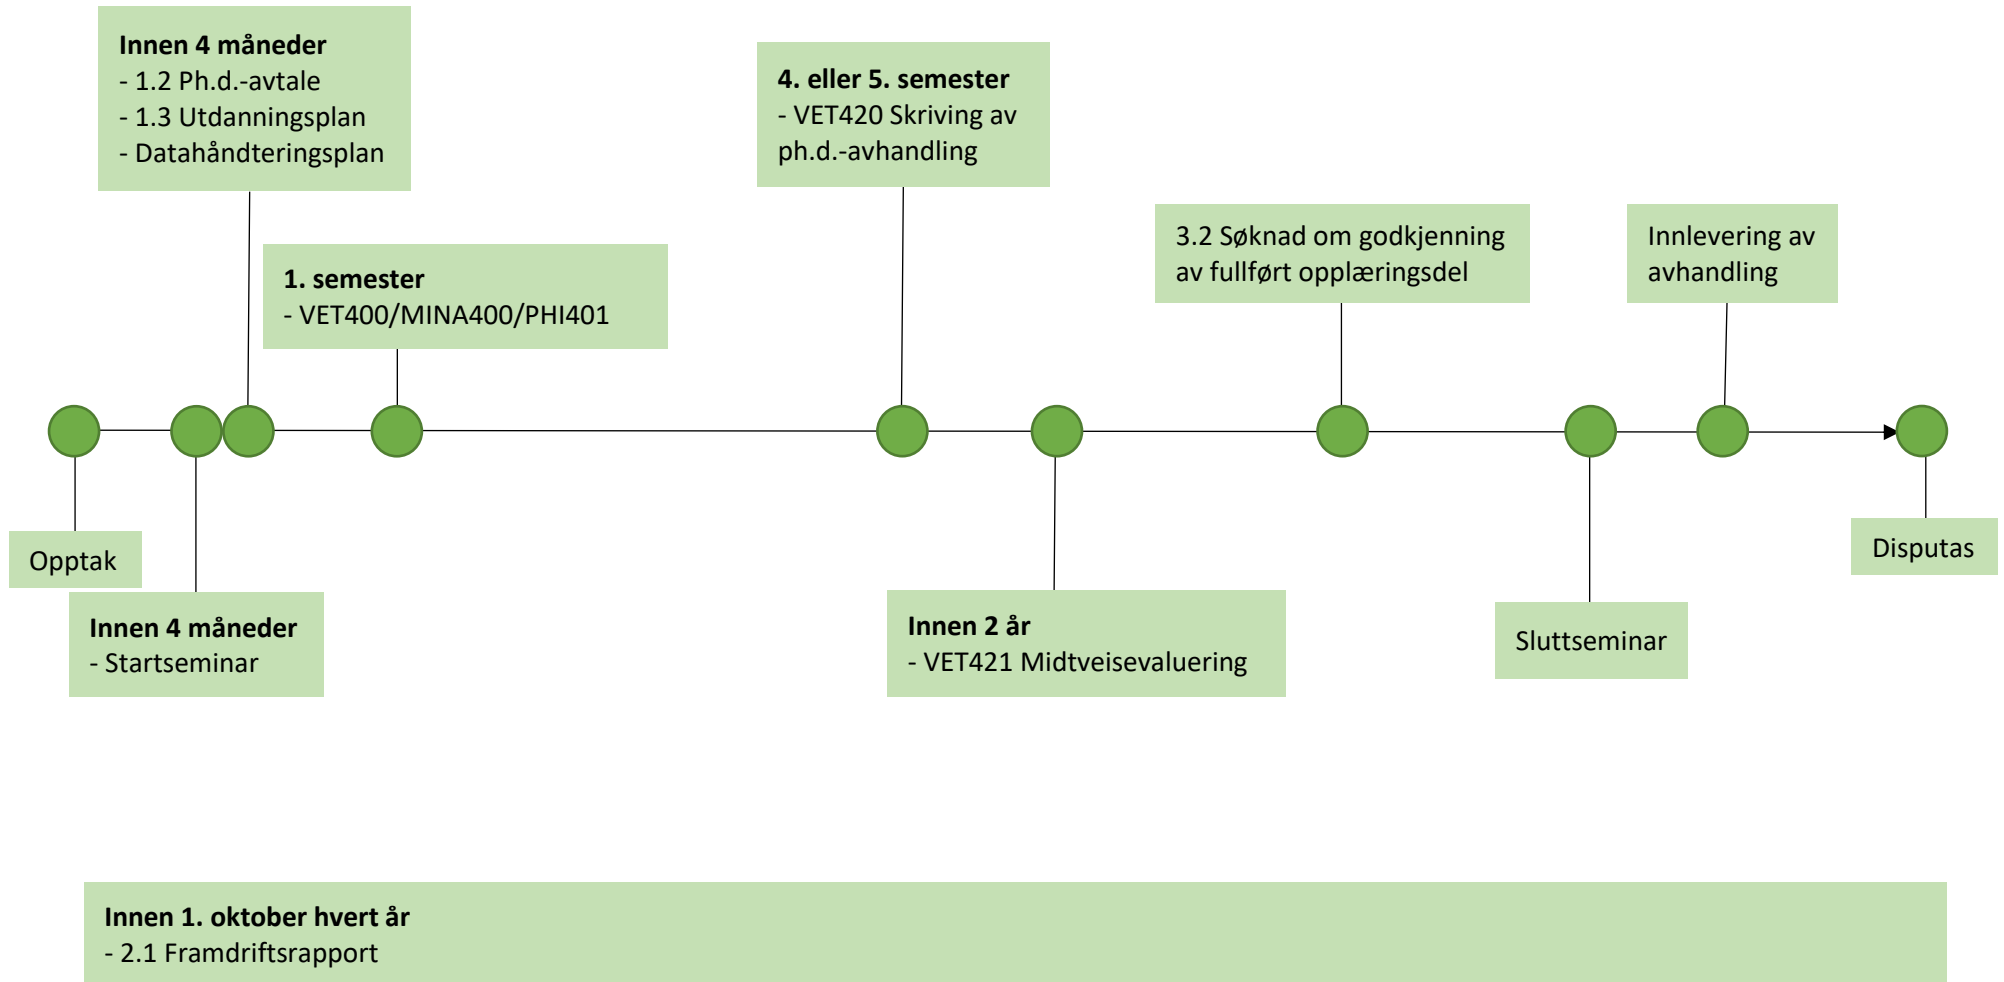 Innen 4 måneder
- 1.2 Ph.d.-avtale
- 1.3 Utdanningsplan
- Datahåndteringsplan
4. eller 5. semester
- VET420 Skriving av
ph.d.-avhandling
3.2 Søknad om godkjenning
av fullført opplæringsdel
Innlevering av
avhandling
1. semester
- VET400/MINA400/PHI401
Opptak
Innen 4 måneder
- Startseminar
Innen 2 år
- VET421 Midtveisevaluering
Sluttseminar
Disputas
Innen 1. oktober hvert år
- 2.1 Framdriftsrapport